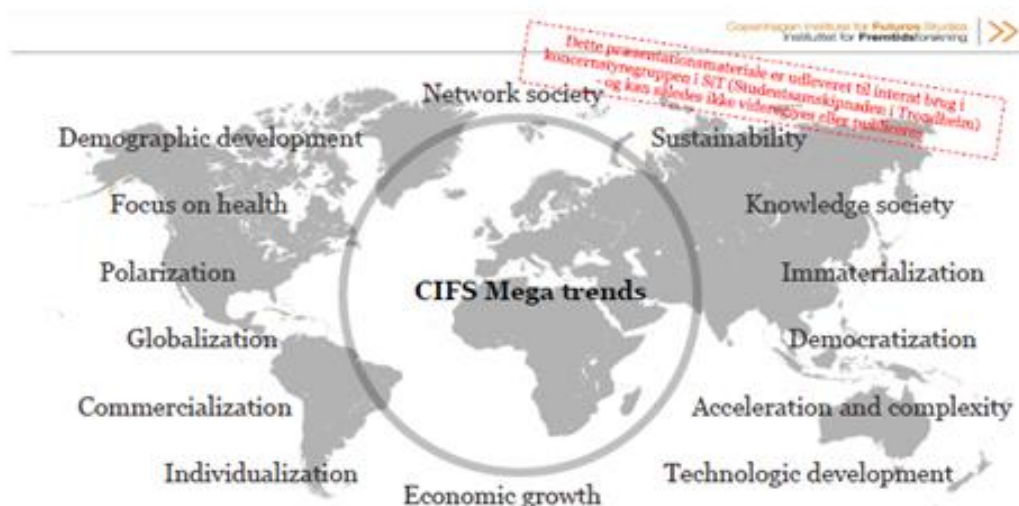 Copenhagen Institute for Futures Studies
Instituttet for Fremtidsforskning
Dette præsentationsmateriale er udleveret til internt brug i
koncernstyregruppen i SiT (Studentsamskipnaden i Trondheim)
- og kan således ikke videregives eller publiceres
Network society
Demographic development
Sustainability
Focus on health
Knowledge society
Polarization
Immaterialization
CIFS Mega trends
Globalization
Democratization
Commercialization
Acceleration and complexity
Individualization
Technologic development
Economic growth